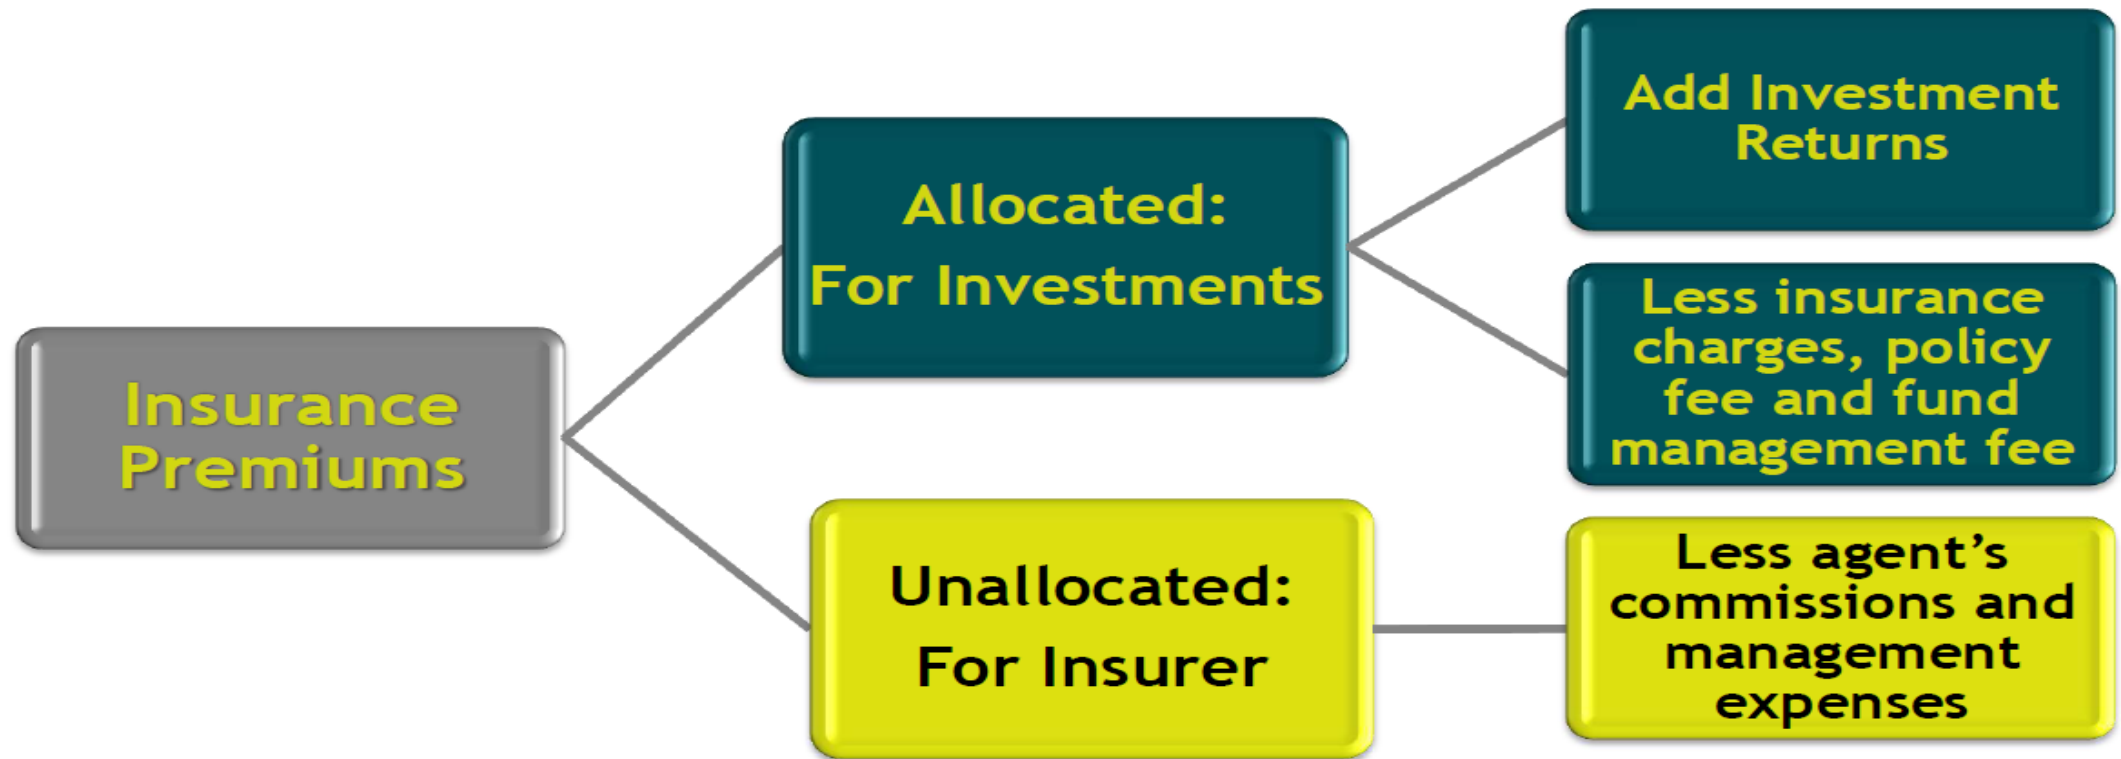 Insurance
Premiums
Allocated:
For Investments
Unallocated:
For Insurer
Add Investment
Returns
Less insurance
charges, policy
fee and fund
management fee
Less agent’s
commissions and
management
expenses